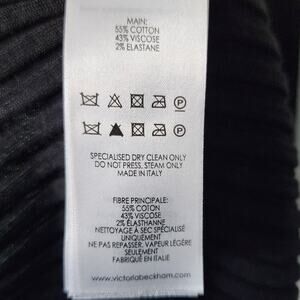 MAIN:
55% COTTON
43% VISCOSE
2% ELASTANE
P
P
SPECIALISED DRY CLEAN ONLY
DO NOT PRESS, STEAM ONLY
MADE IN ITALY
FIBRE PRINCIPALE:
55% COTON
43% VISCOSE
2% ÉLASTHANNE
NETTOYAGE À SEC SPÉCIALISÉ
UNIQUEMENT
NE PAS REPASSER, VAPEUR LÉGÈRE
SEULEMENT
FABRIQUÉ EN ITALIE
www.victoriabeckham.com